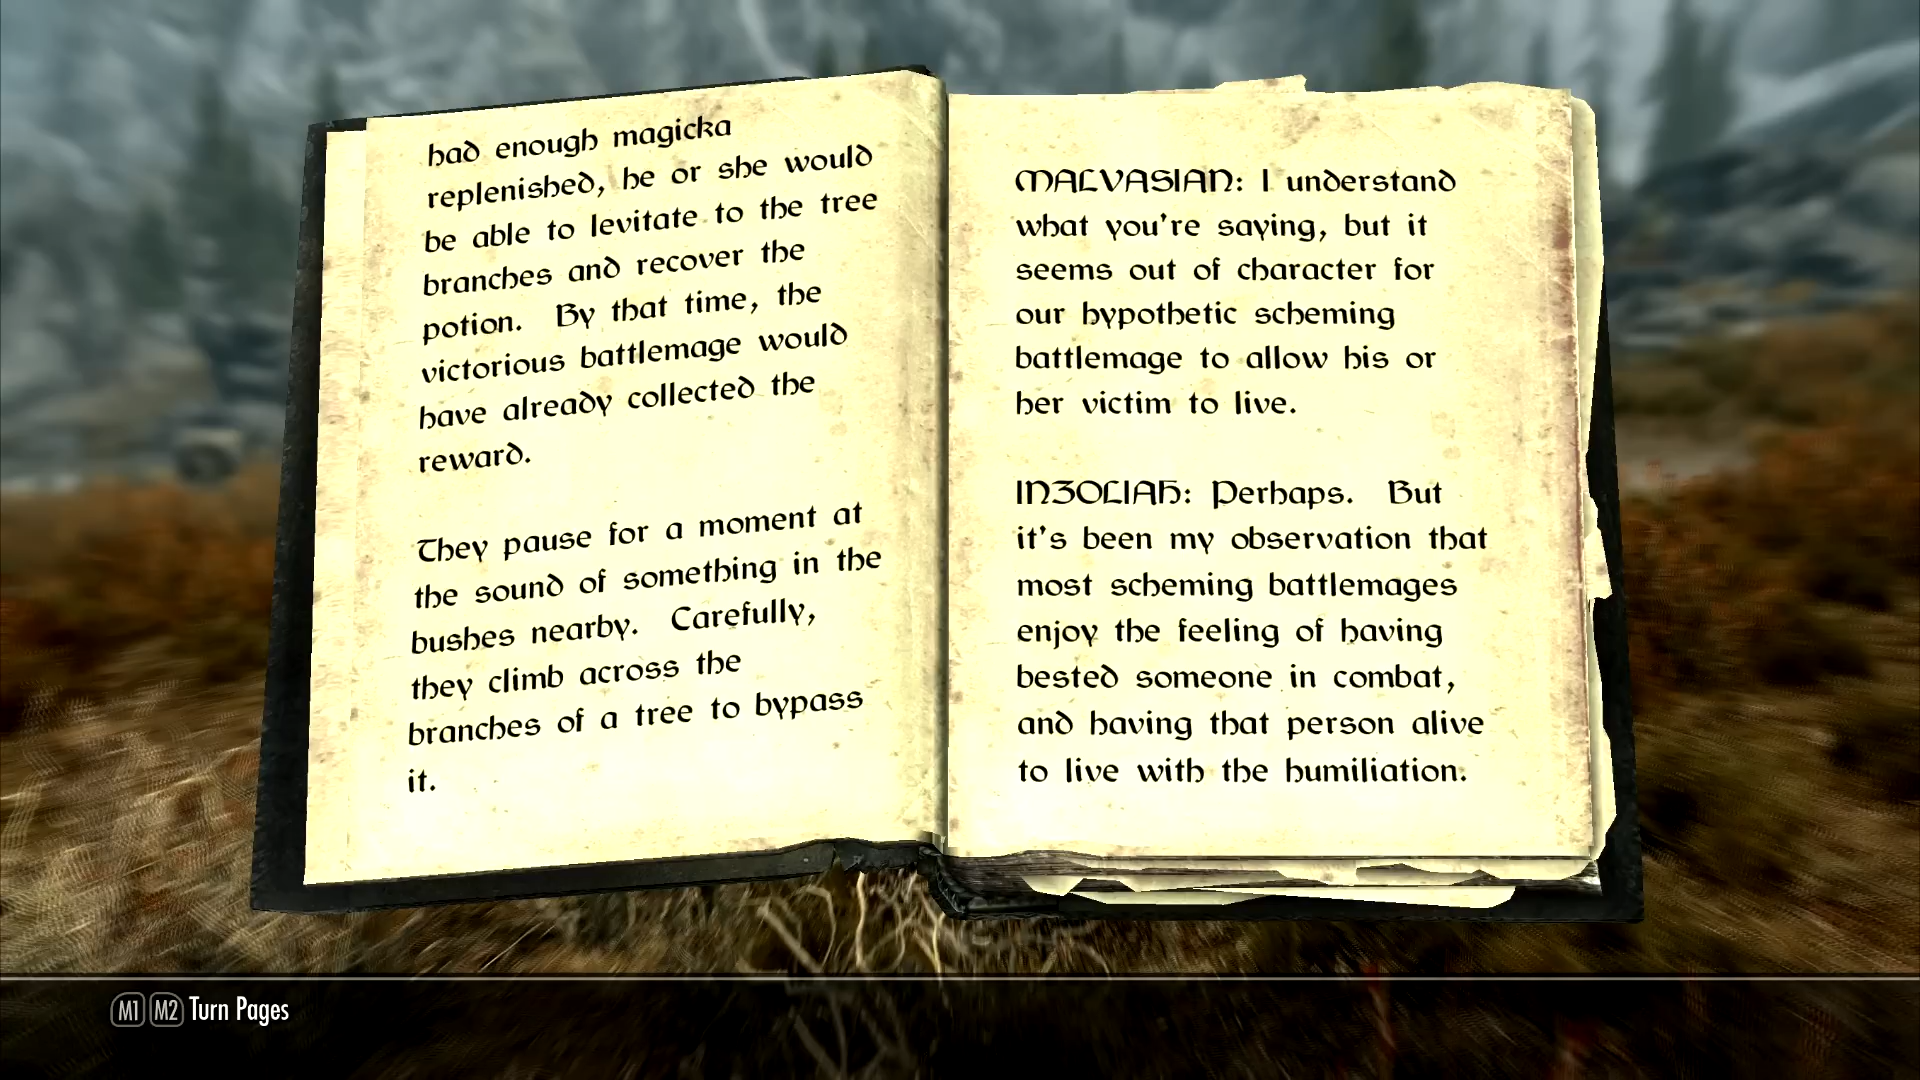 had enough magicka
replenished, he or she would
be able to levitate to the tree
branches and recover the
potion.  By that time, the
victorious battlemage would
have already collected the
reward.
They pause for a moment at
the sound of something in the
bushes nearby.  Carefully,
they climb across the
branches of a tree to bypass
it.
MALVASIAN: I understand
what you're saying, but it
seems out of character for
our hypothetic scheming
battlemage to allow his or
her victim to live.
INZOLIAH: Perhaps.  But
it's been my observation that
most scheming battlemages
enjoy the feeling of having
bested someone in combat,
and having that person alive
to live with the humiliation.
M1 M2 Turn Pages